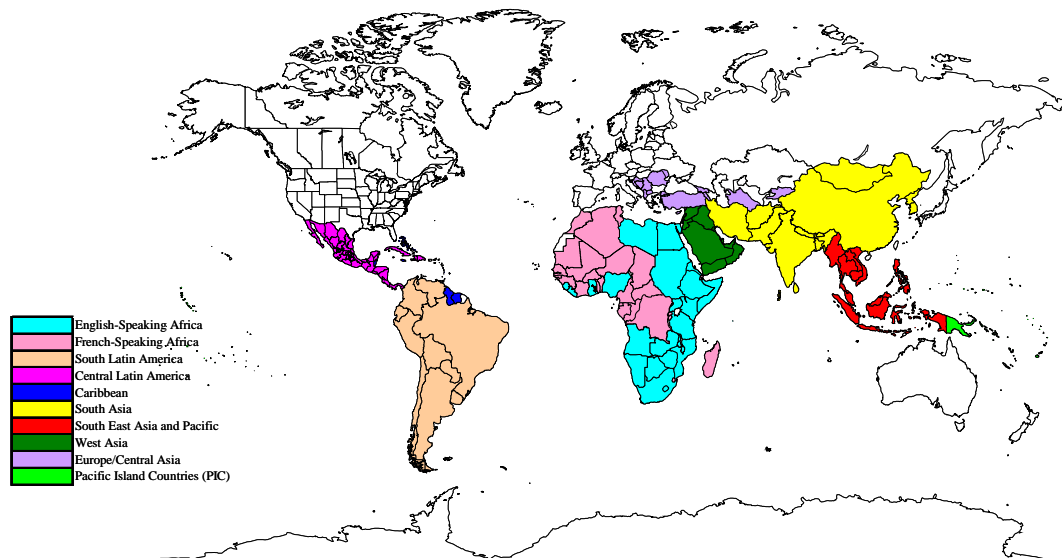 English-Speaking Africa
French-Speaking Africa
South Latin America
Central Latin America
Caribbean
South Asia
South East Asia and Pacific
West Asia
Europe/Central Asia
Pacific Island Countries (PIC)